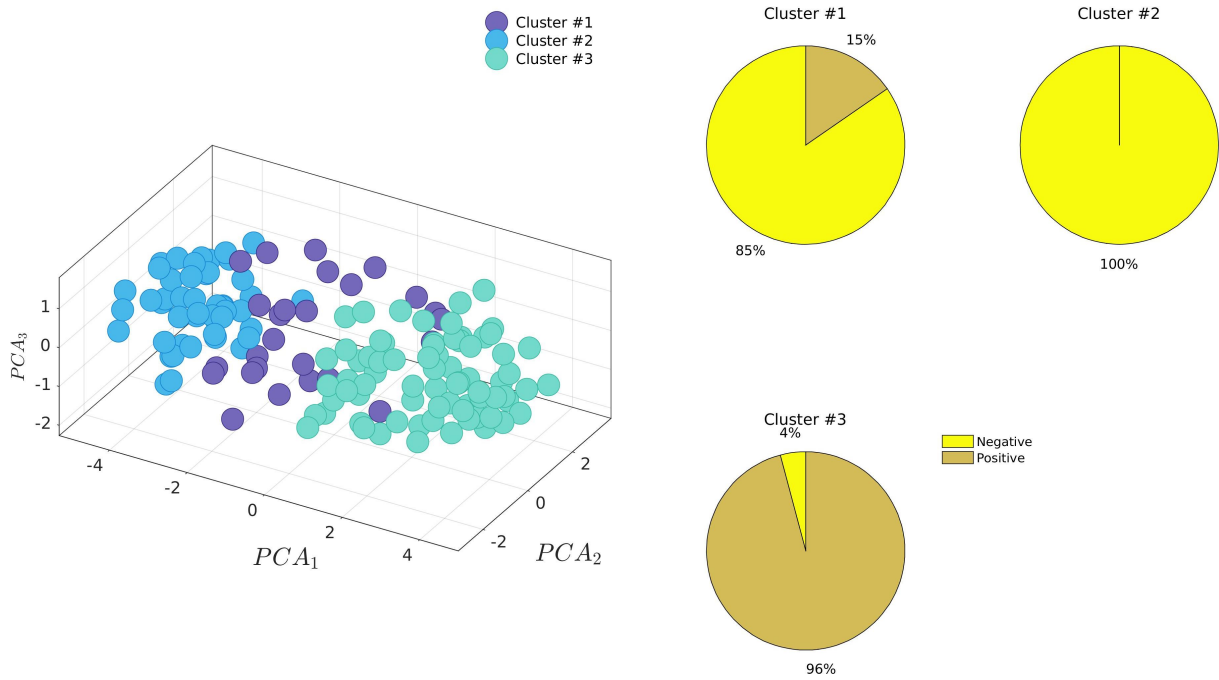 Cluster #1
Cluster #2
Cluster #3
1
0
-1
-2
PCA3
-4
-2
0
2
4
PCA1
-2
0
2
PCA2
Cluster #1
15%
85%
Cluster #2
100%
Cluster #3
4%
96%
Negative
Positive